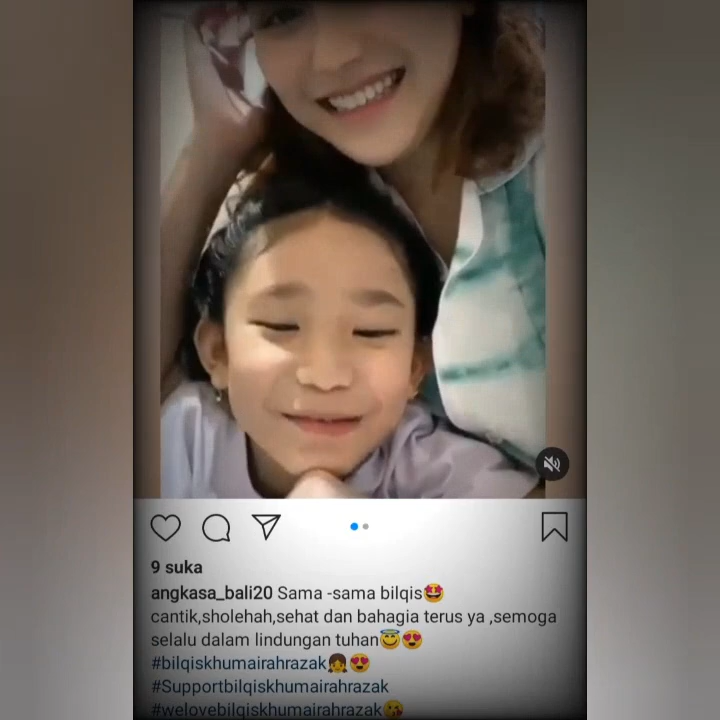 9 suka
angkasa_bali20 Sama -sama bilqis🤩
cantik,sholehah,sehat dan bahagia terus ya ,semoga
selalu dalam lindungan tuhan😇😍
#bilqiskhumairahrazak👧😍
#Supportbilqiskhumairahrazak
#welovebilqiskhumairahrazak😘